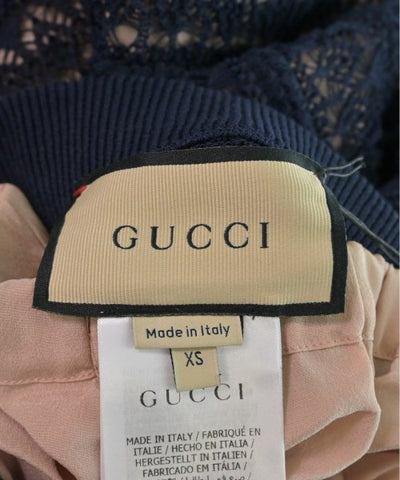 GUCCI
Made in Italy
XS
GUCCI
MADE IN ITALY / FABRIQUÉ EN
ITALIE / HECHO EN ITALIA /
HERGESTELLT IN ITALIEN /
FABRICADO EM ITÁLIA /